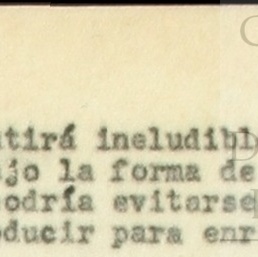 tirá ineludibl
jo la forma de
odría evitarse
ducir para enr